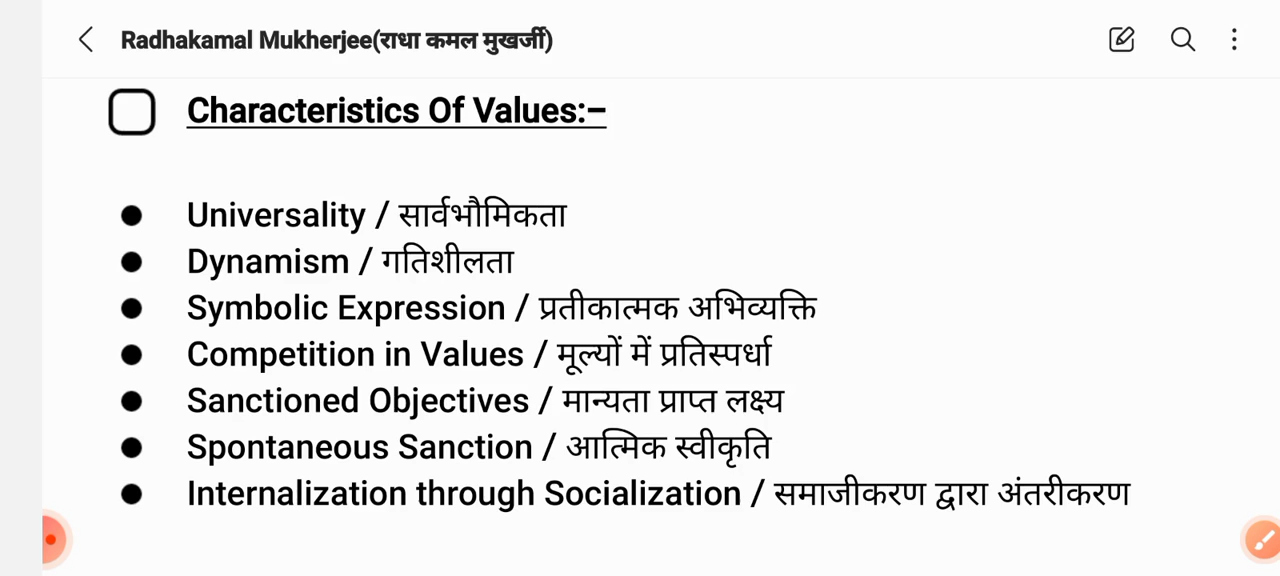 Radhakamal Mukherjee(राधा कमल मुखर्जी)
Characteristics Of Values:–
● Universality / सार्वभौमिकता
● Dynamism / गतिशीलता
● Symbolic Expression / प्रतीकात्मक अभिव्यक्ति
● Competition in Values / मूल्यों में प्रतिस्पर्धा
● Sanctioned Objectives / मान्यता प्राप्त लक्ष्य
● Spontaneous Sanction / आत्मिक स्वीकृति
● Internalization through Socialization / समाजीकरण द्वारा अंतरीकरण